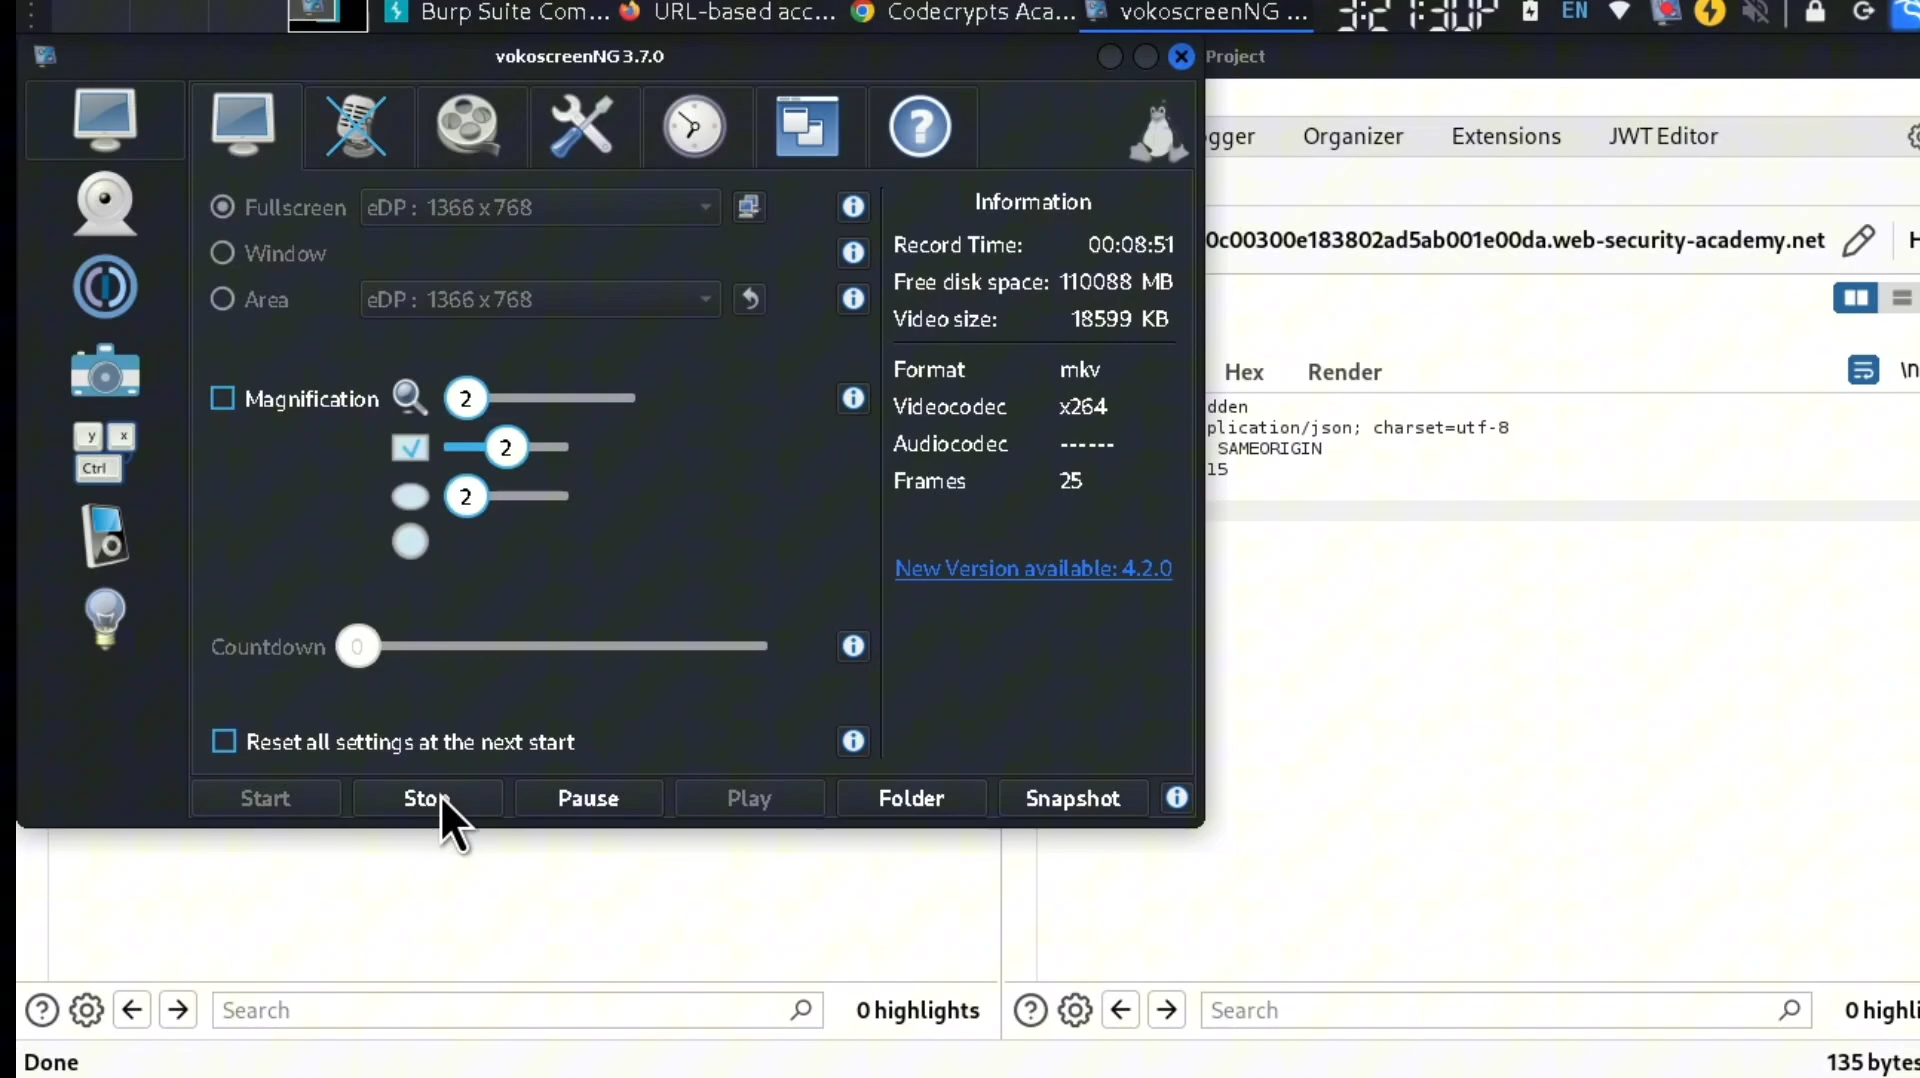 Burp Suite Com...
URL-based acc...
Codecrypts Aca...
vokoscreenNG ...
EN
vokoscreenNG 3.7.0
Project
gger
Organizer
Extensions
JWT Editor
Fullscreen
eDP : 1366 x 768
Window
Area
eDP : 1366 x 768
Magnification
2
2
2
y
x
Ctrl
Countdown
0
Reset all settings at the next start
Start
Stop
Pause
Play
Folder
Snapshot
Information
Record Time: 00:08:51
Free disk space: 110088 MB
Video size: 18599 KB
Format mkv
Videocodec x264
Audiocodec ------
Frames 25
New Version available: 4.2.0
0c00300e183802ad5ab001e00da.web-security-academy.net
H
Hex
Render
\n
dden
plication/json; charset=utf-8
SAMEORIGIN
15
Search
0 highlights
Search
0 highli
Done
135 bytes